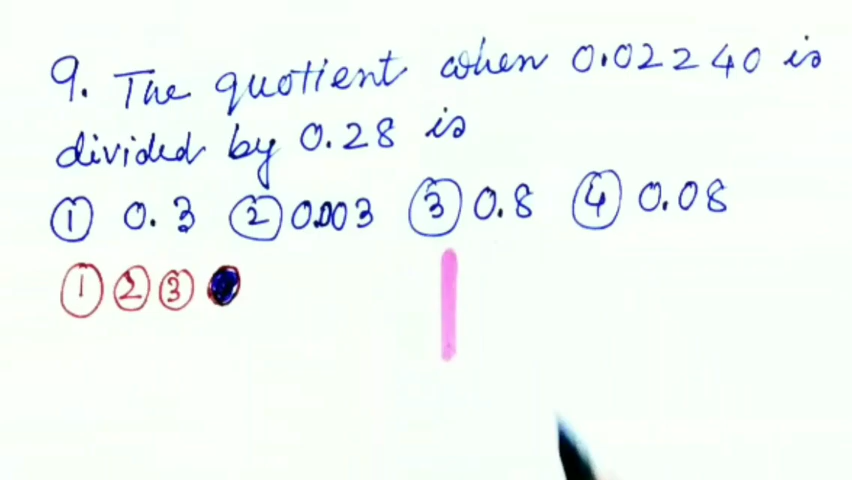 9. The quotient when 0.02240 is
divided by 0.28 is
① 0.3 ② 0.003 ③ 0.8 ④ 0.08
① ② ③